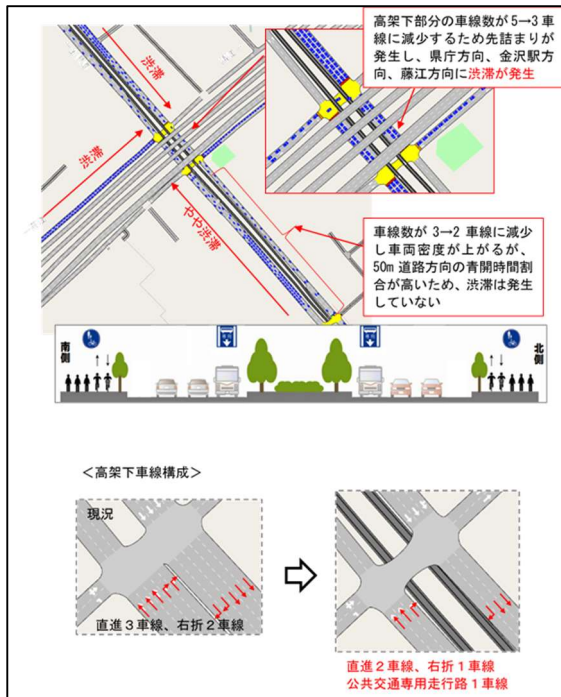 高架下部分の車線数が 5→3 車
線に減少するため先詰まりが
発生し、県庁方向、金沢駅方
向、藤江方向に渋滞が発生
渋滞
渋滞
やや渋滞
車線数が 3→2 車線に減少
し車両密度が上がるが、
50m 道路方向の青開時間割
合が高いため、渋滞は発生
していない
南側
北側
＜高架下車線構成＞
現況
直進３車線、右折２車線
直進２車線、右折１車線
公共交通専用走行路１車線